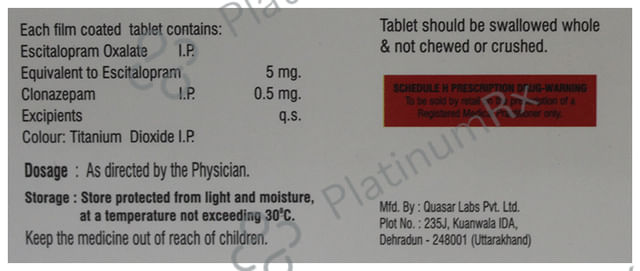 Each film coated tablet contains:
Escitalopram Oxalate I.P.
Equivalent to Escitalopram 5 mg.
Clonazepam I.P. 0.5 mg.
Excipients q.s.
Colour: Titanium Dioxide I.P.
Dosage : As directed by the Physician.
Storage : Store protected from light and moisture,
at a temperature not exceeding 30°C.
Keep the medicine out of reach of children.
Tablet should be swallowed whole
& not chewed or crushed.
SCHEDULE H PRESCRIPTION DRUG-WARNING
To be sold by retail on the prescription of a
Registered Medical Practitioner only.
Mfd. By : Quasar Labs Pvt. Ltd.
Plot No. : 235J, Kuanwala IDA,
Dehradun - 248001 (Uttarakhand)
PlatinumRx